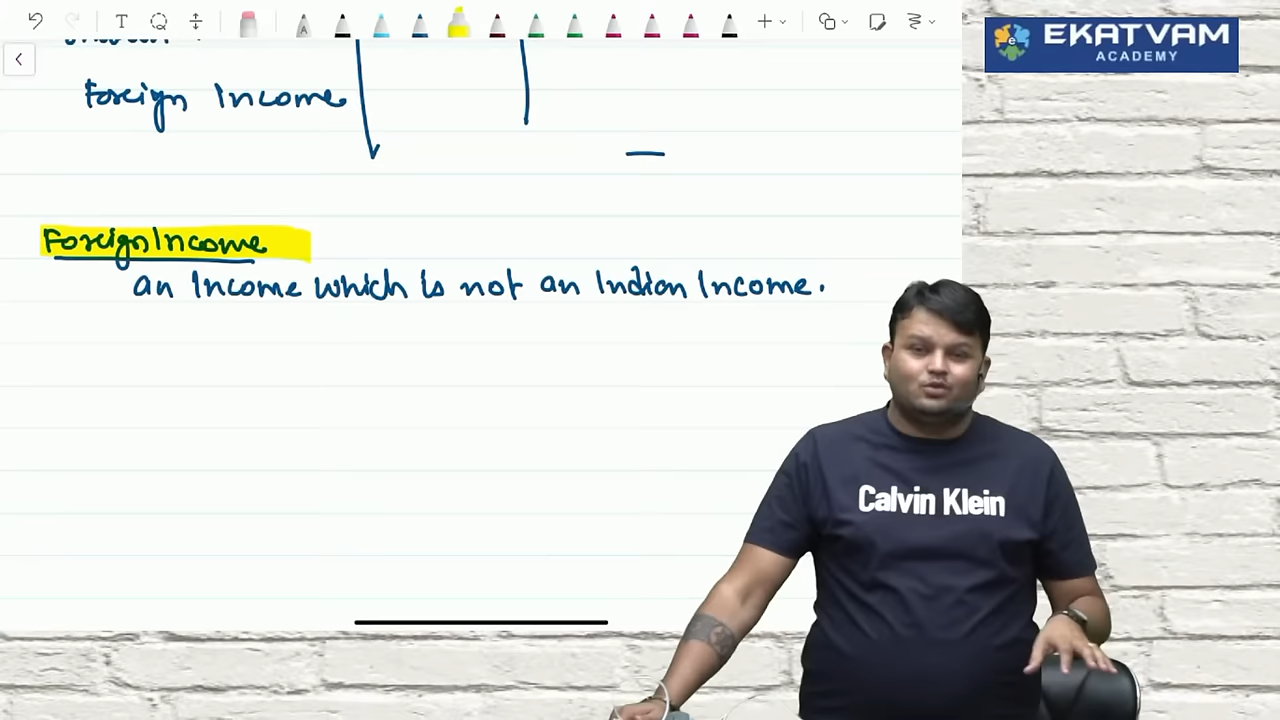 EKATVAM
ACADEMY
Foreign Income
Foreign Income
an Income which is not an Indian Income.
Calvin Klein